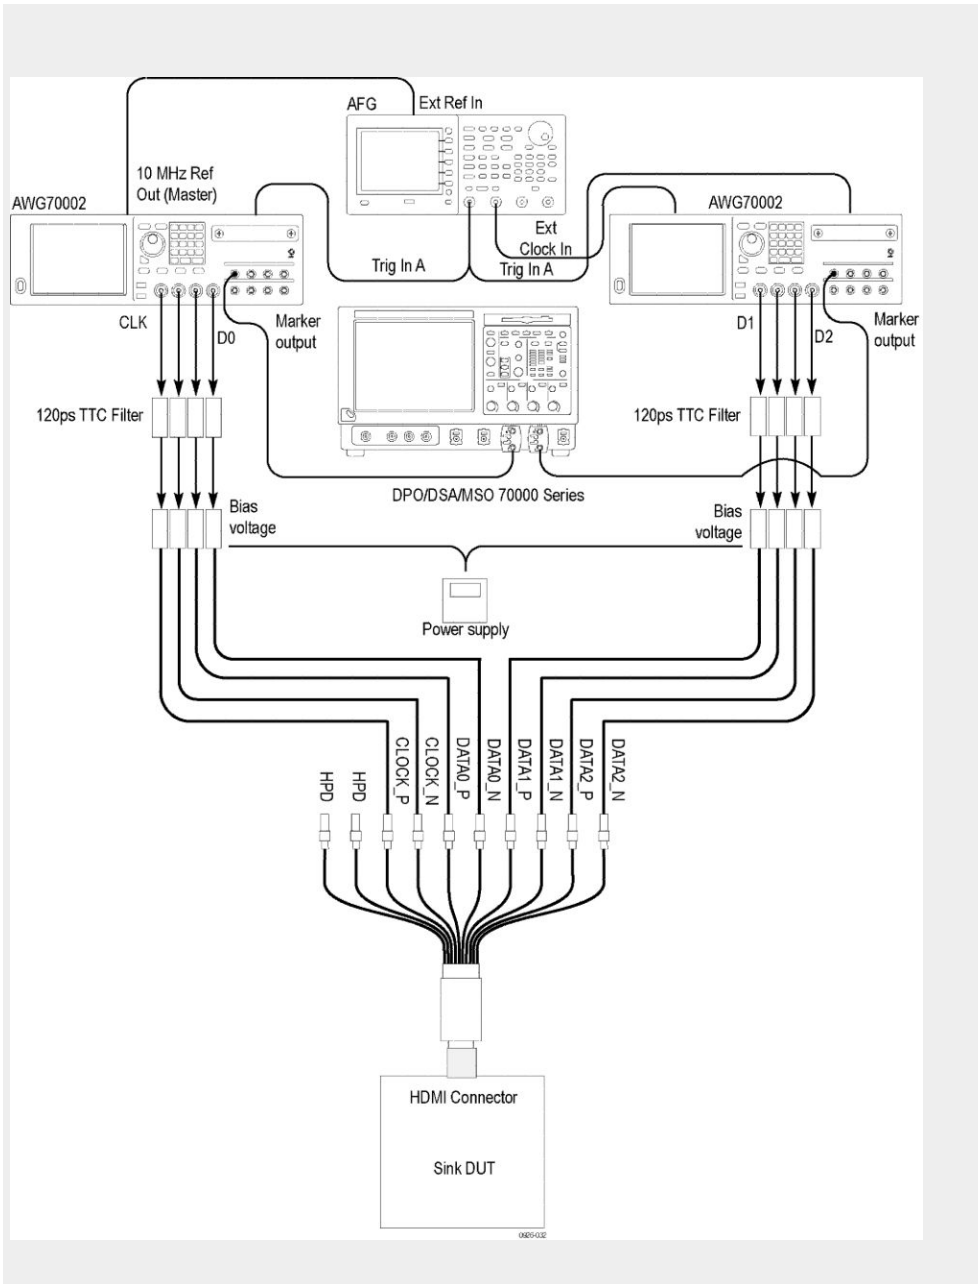 AFG
Ext Ref In
10 MHz Ref
Out (Master)
AWG70002
AWG70002
Ext
Clock In
Trig In A
Trig In A
CLK
D0
Marker
output
D1
D2
Marker
output
120ps TTC Filter
120ps TTC Filter
DPO/DSA/MSO 70000 Series
Bias
voltage
Bias
voltage
Power supply
HPD
HPD
CLOCK_P
CLOCK_N
DATA0_P
DATA0_N
DATA1_P
DATA1_N
DATA2_P
DATA2_N
HDMI Connector
Sink DUT
0926-032